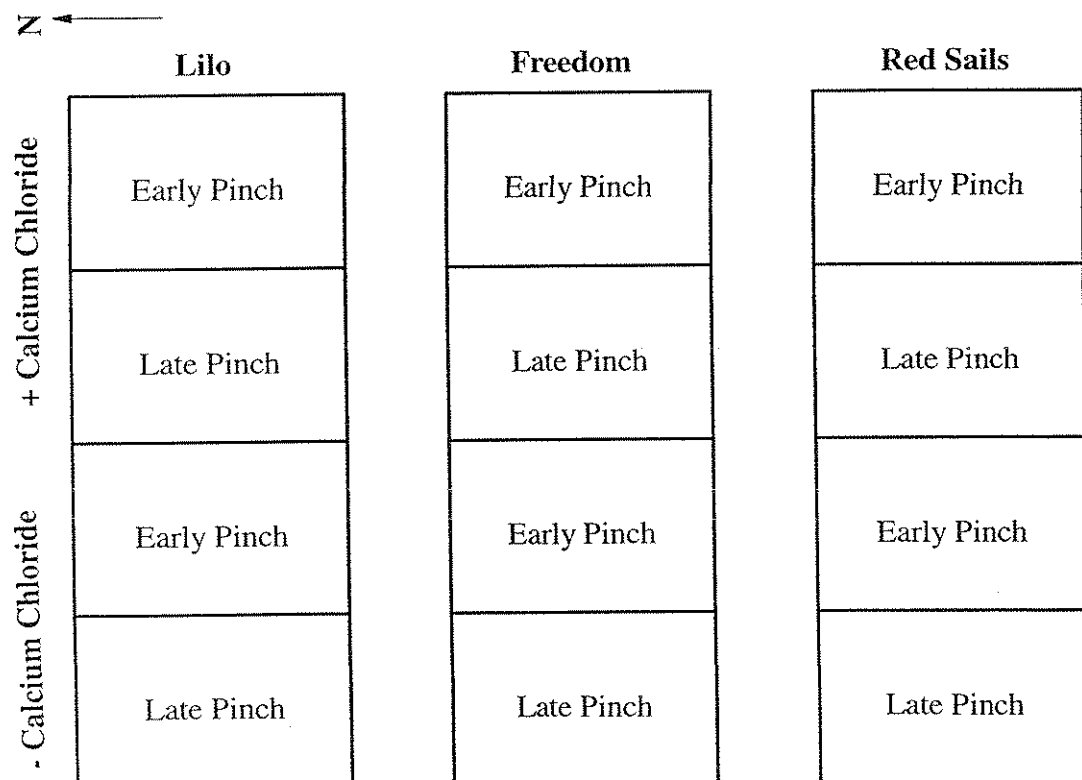 N
Lilo
Freedom
Red Sails
+ Calcium Chloride
Early Pinch
Early Pinch
Early Pinch
Late Pinch
Late Pinch
Late Pinch
- Calcium Chloride
Early Pinch
Early Pinch
Early Pinch
Late Pinch
Late Pinch
Late Pinch